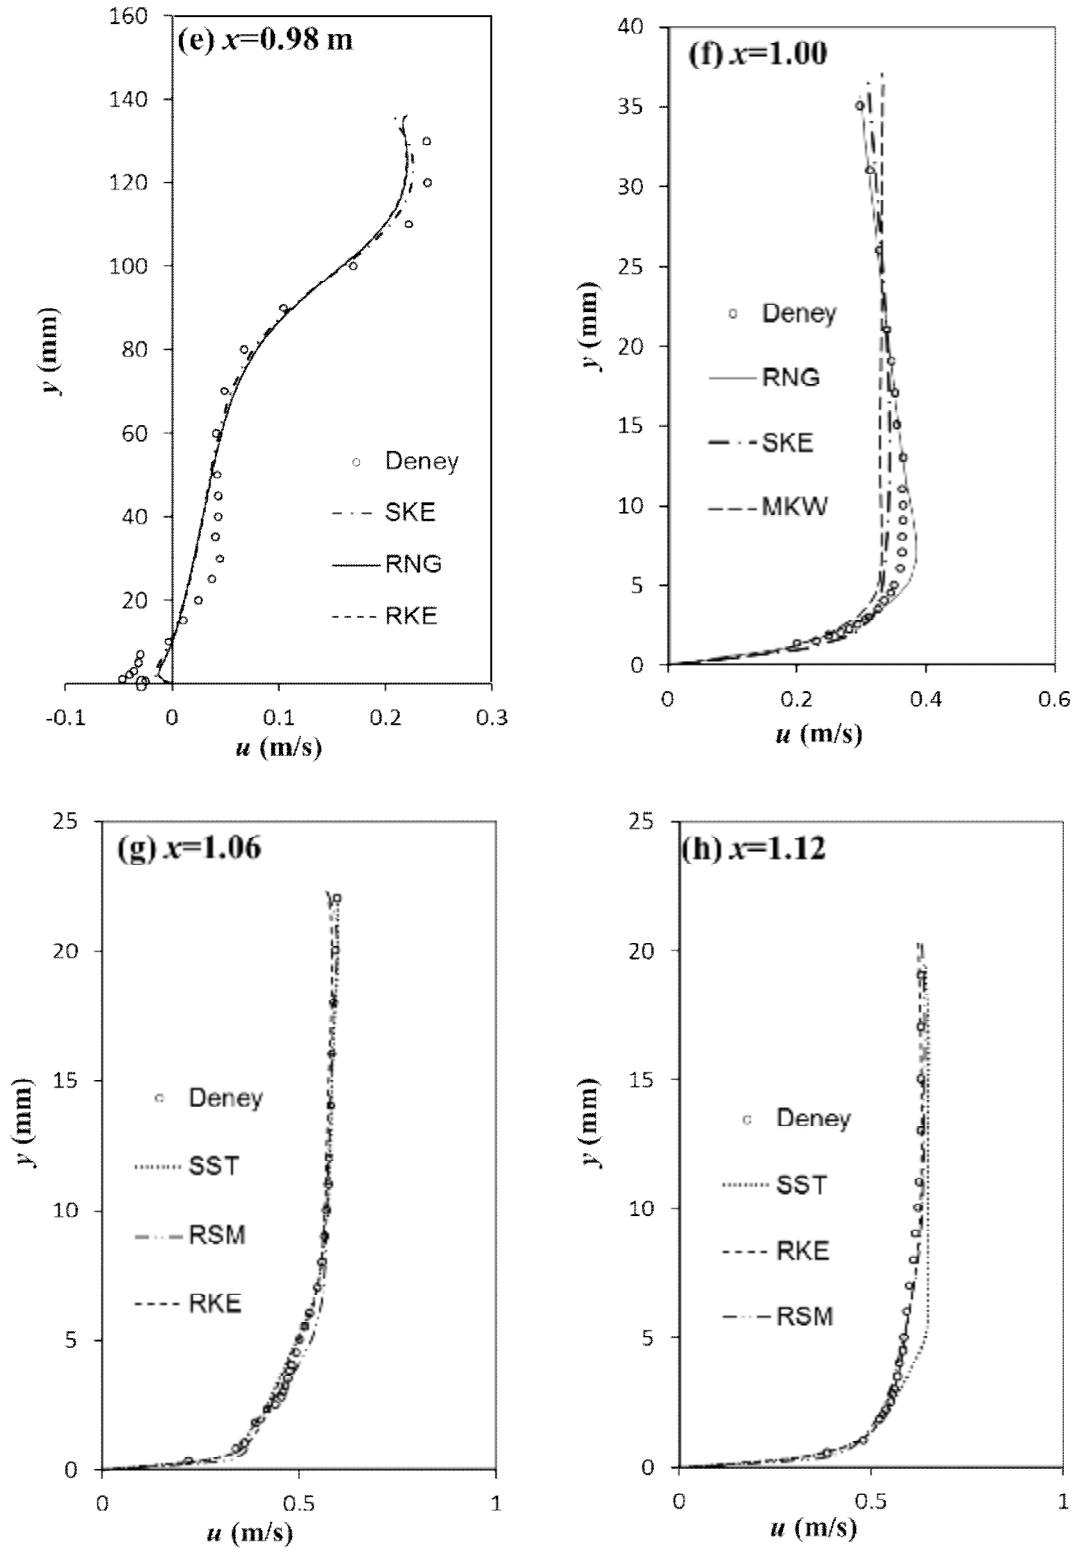 (e) x=0.98 m
160
140
120
100
80
60
40
20
0
-0.1 0 0.1 0.2 0.3
y (mm)
u (m/s)
Deney
SKE
RNG
RKE
(f) x=1.00
40
35
30
25
20
15
10
5
0
0 0.2 0.4 0.6
y (mm)
u (m/s)
Deney
RNG
SKE
MKW
(g) x=1.06
25
20
15
10
5
0
0 0.5 1
y (mm)
u (m/s)
Deney
SST
RSM
RKE
(h) x=1.12
25
20
15
10
5
0
0 0.5 1
y (mm)
u (m/s)
Deney
SST
RKE
RSM